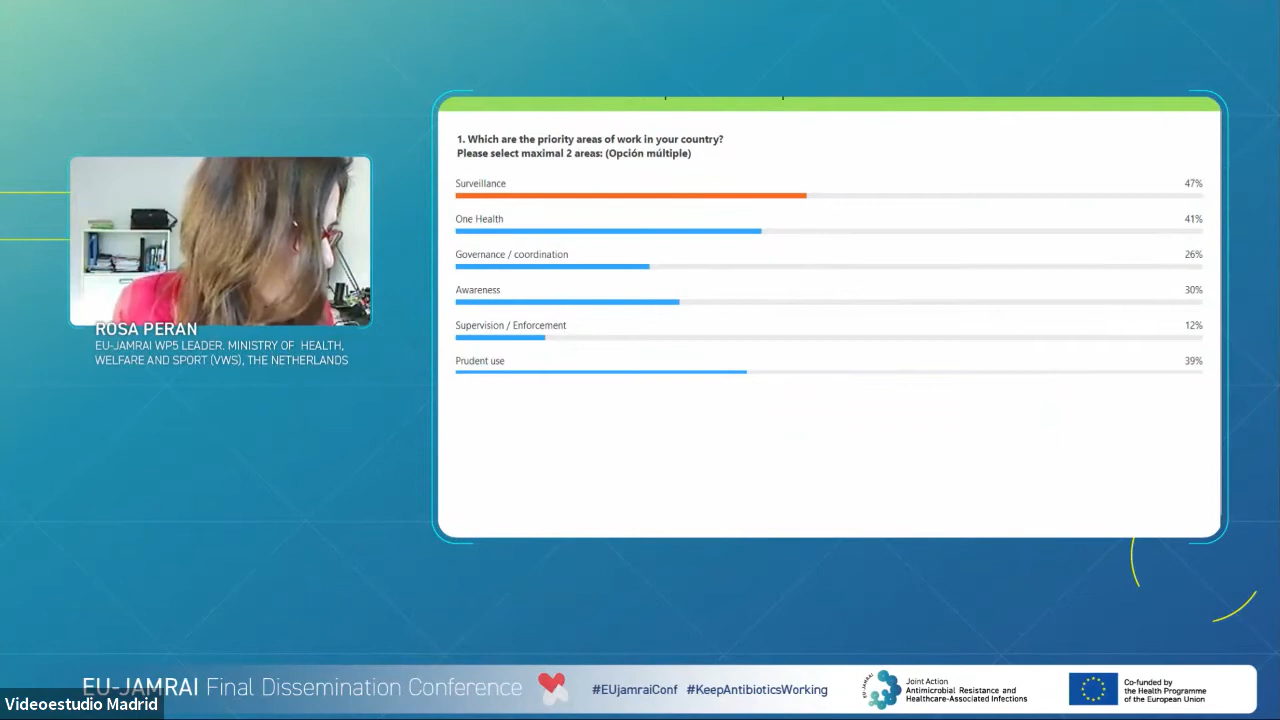 1. Which are the priority areas of work in your country?
Please select maximal 2 areas: (Opción múltiple)
Surveillance 47%
One Health 41%
Governance / coordination 26%
Awareness 30%
Supervision / Enforcement 12%
Prudent use 39%
ROSA PERAN
EU-JAMRAI WP5 LEADER. MINISTRY OF HEALTH,
WELFARE AND SPORT (VWS), THE NETHERLANDS
EU-JAMRAI Final Dissemination Conference
#EUjamraiConf #KeepAntibioticsWorking
EU-JAMRAI
Joint Action
Antimicrobial Resistance and
Healthcare-Associated Infections
Co-funded by
the Health Programme
of the European Union
Videoestudio Madrid